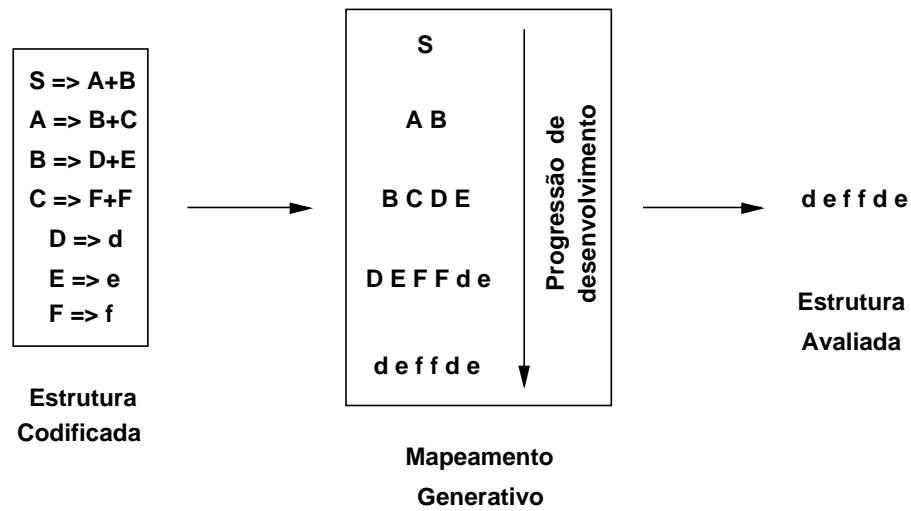 S => A+B
A => B+C
B => D+E
C => F+F
D => d
E => e
F => f
Estrutura
Codificada
S
A B
B C D E
D E F F d e
d e f f d e
Progressão de
desenvolvimento
Mapeamento
Generativo
d e f f d e
Estrutura
Avaliada